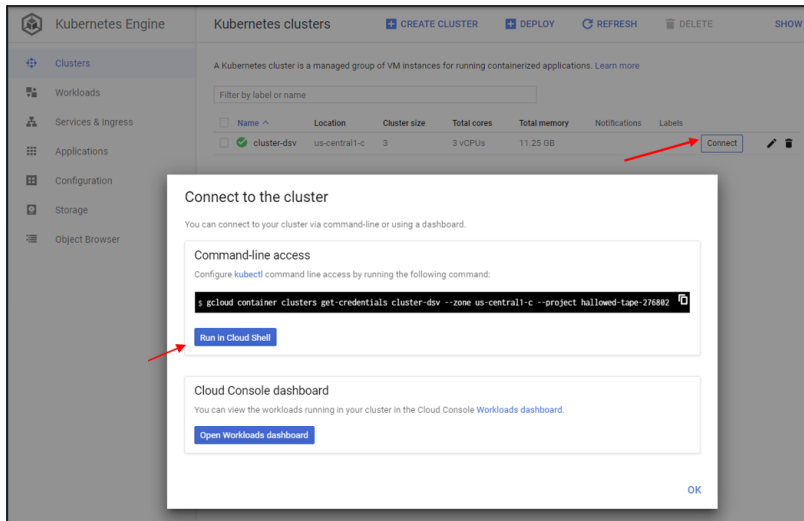 Kubernetes Engine
Kubernetes clusters
CREATE CLUSTER
DEPLOY
REFRESH
DELETE
SHOW
Clusters
Workloads
Services & Ingress
Applications
Configuration
Storage
Object Browser
A Kubernetes cluster is a managed group of VM instances for running containerized applications. Learn more
Filter by label or name
Name Location Cluster size Total cores Total memory Notifications Labels
cluster-dsv us-central1-c 3 3 vCPUs 11.25 GB Connect
Connect to the cluster
You can connect to your cluster via command-line or using a dashboard.
Command-line access
Configure kubectl command line access by running the following command:
$ gcloud container clusters get-credentials cluster-dsv --zone us-central1-c --project hallowed-tape-276802
Run in Cloud Shell
Cloud Console dashboard
You can view the workloads running in your cluster in the Cloud Console Workloads dashboard.
Open Workloads dashboard
OK